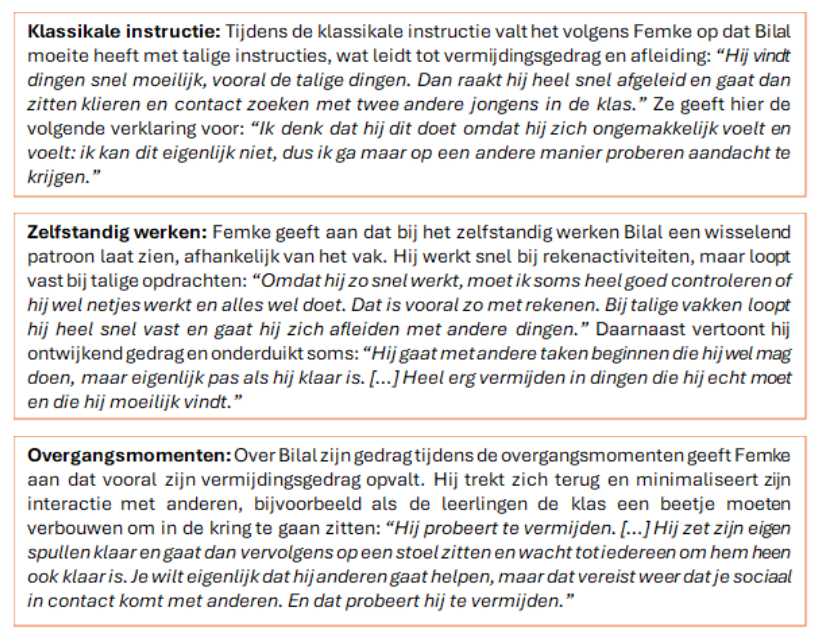 Klassikale instructie: Tijdens de klassikale instructie valt het volgens Femke op dat Bilal
moeite heeft met talige instructies, wat leidt tot vermijdingsgedrag en afleiding: “Hij vindt
dingen snel moeilijk, vooral de talige dingen. Dan raakt hij heel snel afgeleid en gaat dan
zitten klieren en contact zoeken met twee andere jongens in de klas.” Ze geeft hier de
volgende verklaring voor: “Ik denk dat hij dit doet omdat hij zich ongemakkelijk voelt en
voelt: ik kan dit eigenlijk niet, dus ik ga maar op een andere manier proberen aandacht te
krijgen.”
Zelfstandig werken: Femke geeft aan dat bij het zelfstandig werken Bilal een wisselend
patroon laat zien, afhankelijk van het vak. Hij werkt snel bij rekenactiviteiten, maar loopt
vast bij talige opdrachten: “Omdat hij zo snel werkt, moet ik soms heel goed controleren of
hij wel netjes werkt en alles wel doet. Dat is vooral zo met rekenen. Bij talige vakken loopt
hij heel snel vast en gaat hij zich afleiden met andere dingen.” Daarnaast vertoont hij
ontwijkend gedrag en onderduikt soms: “Hij gaat met andere taken beginnen die hij wel mag
doen, maar eigenlijk pas als hij klaar is. [...] Heel erg vermijden in dingen die hij echt moet
en die hij moeilijk vindt.”
Overgangsmomenten: Over Bilal zijn gedrag tijdens de overgangsmomenten geeft Femke
aan dat vooral zijn vermijdingsgedrag opvalt. Hij trekt zich terug en minimaliseert zijn
interactie met anderen, bijvoorbeeld als de leerlingen de klas een beetje moeten
verbouwen om in de kring te gaan zitten: “Hij probeert te vermijden. [...] Hij zet zijn eigen
spullen klaar en gaat dan vervolgens op een stoel zitten en wacht tot iedereen om hem heen
ook klaar is. Je wilt eigenlijk dat hij anderen gaat helpen, maar dat vereist weer dat je sociaal
in contact komt met anderen. En dat probeert hij te vermijden.”